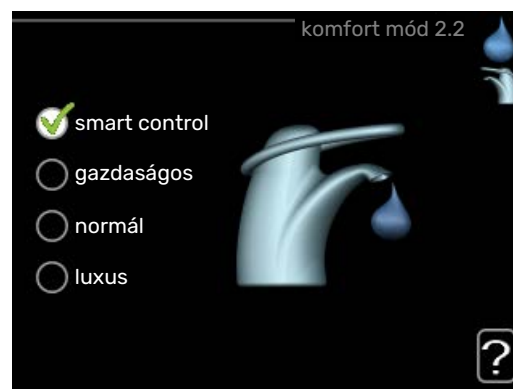 komfort mód 2.2
smart control
gazdaságos
normál
luxus
?